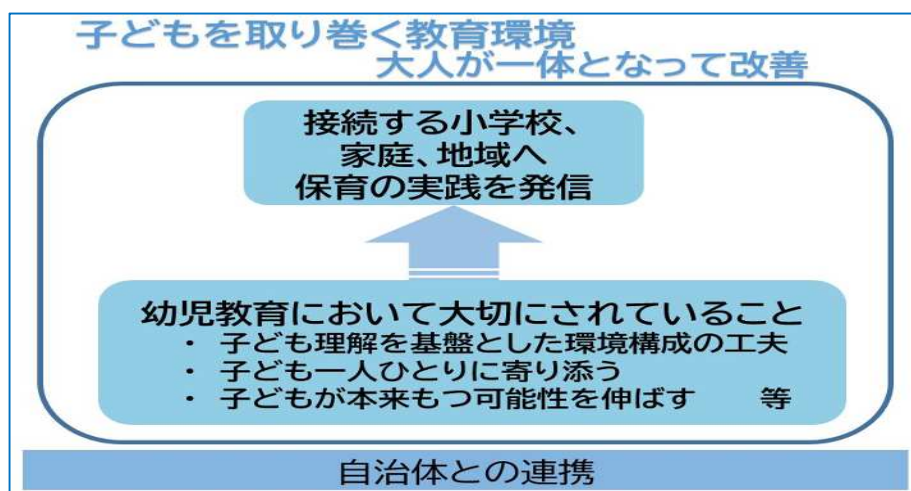 子どもを取り巻く教育環境
大人が一体となって改善
接続する小学校、
家庭、地域へ
保育の実践を発信
幼児教育において大切にされていること
・ 子ども理解を基盤とした環境構成の工夫
・ 子ども一人ひとりに寄り添う
・ 子どもが本来もつ可能性を伸ばす　等
自治体との連携